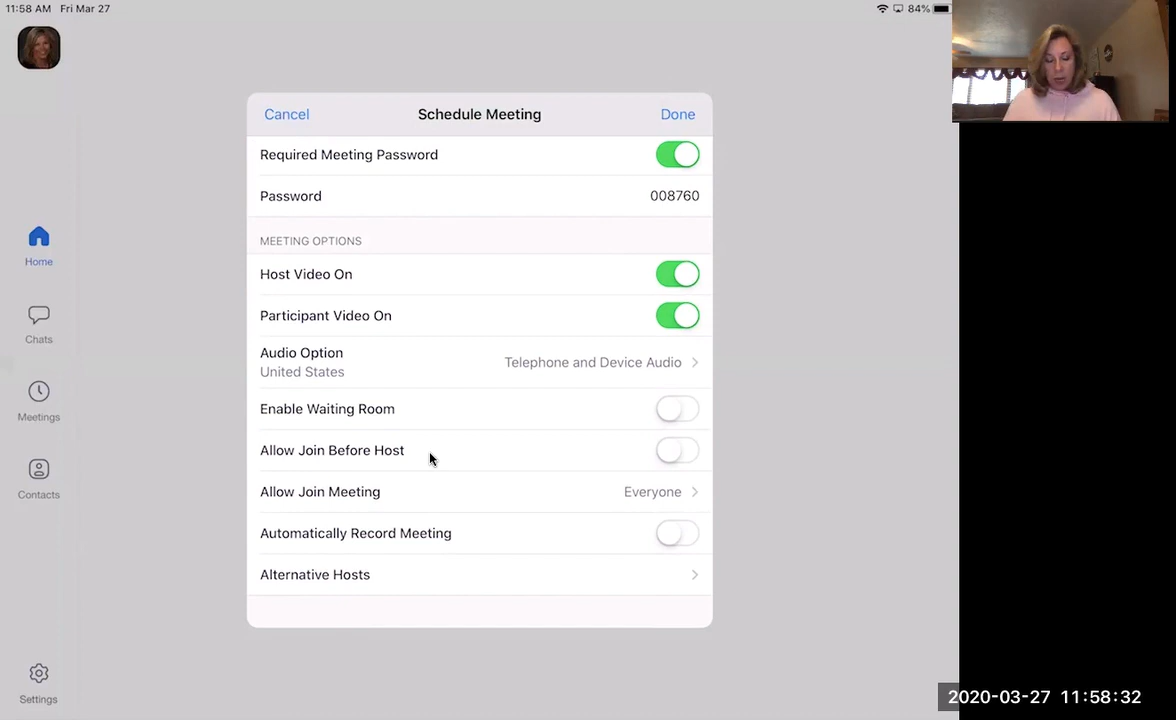 11:58 AM Fri Mar 27
84%
Cancel
Schedule Meeting
Done
Required Meeting Password
Password
008760
MEETING OPTIONS
Host Video On
Participant Video On
Audio Option
United States
Telephone and Device Audio
Enable Waiting Room
Allow Join Before Host
Allow Join Meeting
Everyone
Automatically Record Meeting
Alternative Hosts
Home
Chats
Meetings
Contacts
Settings
2020-03-27 11:58:32